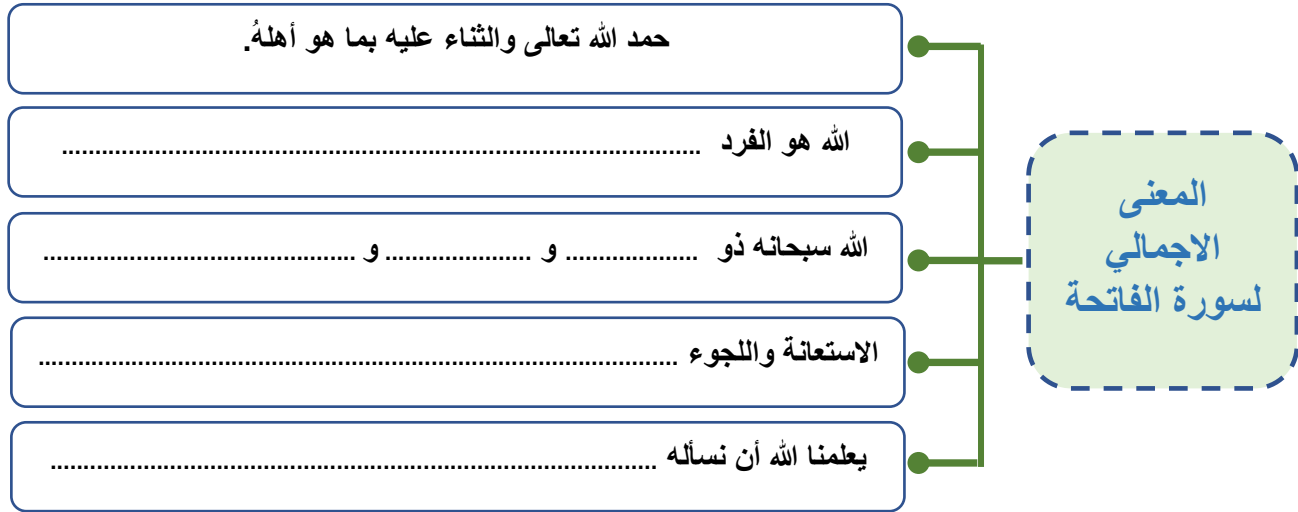 حمد الله تعالى والثناء عليه بما هو أهلهُ.
الله هو الفرد ................................................................................................
الله سبحانه ذو .................... و ...................... و ...............................................
الاستعانة واللجوء ................................................................................................
يعلمنا الله أن نسأله ...........................................................................................
المعنى
الاجمالي
لسورة الفاتحة